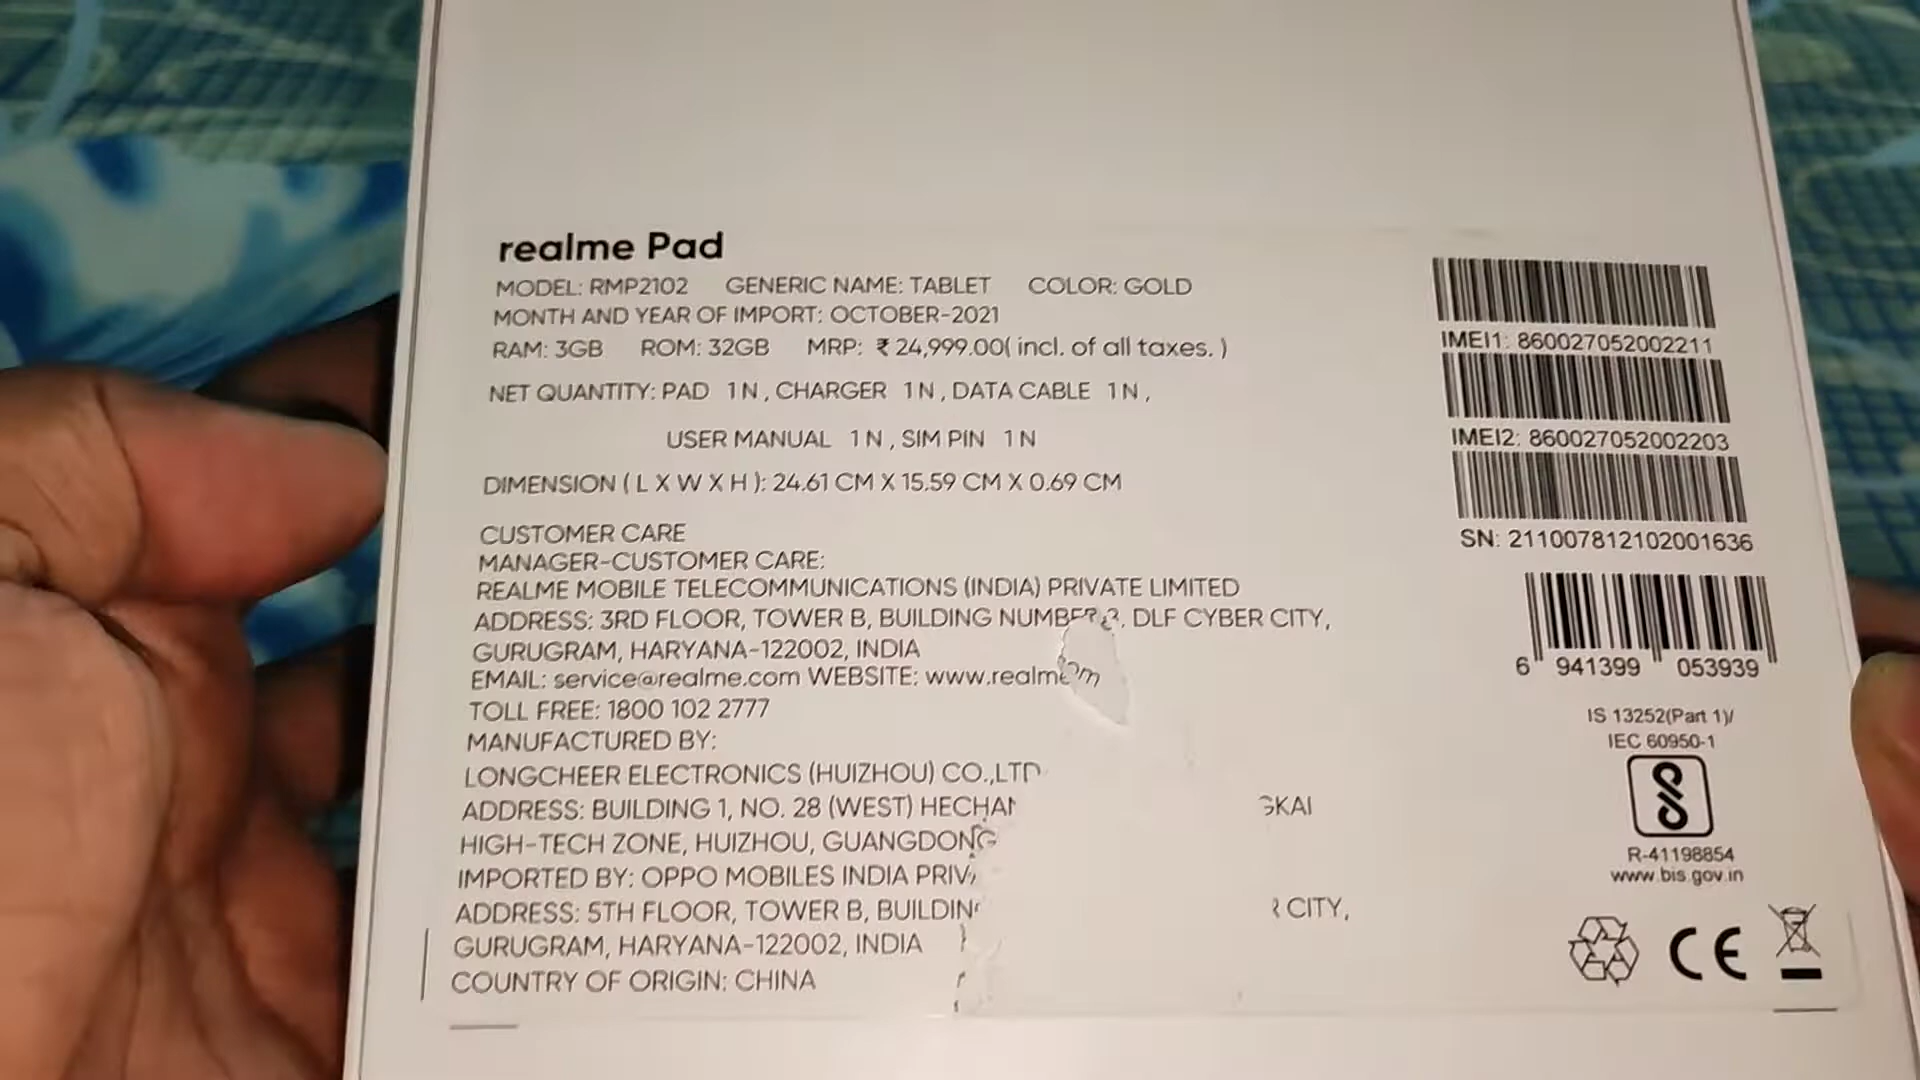 realme Pad
MODEL: RMP2102 GENERIC NAME: TABLET COLOR: GOLD
MONTH AND YEAR OF IMPORT: OCTOBER-2021
RAM: 3GB ROM: 32GB MRP: ₹ 24,999.00( incl. of all taxes. )
NET QUANTITY: PAD 1 N , CHARGER 1 N , DATA CABLE 1 N ,
USER MANUAL 1 N , SIM PIN 1 N
DIMENSION ( L X W X H ): 24.61 CM X 15.59 CM X 0.69 CM
CUSTOMER CARE
MANAGER-CUSTOMER CARE:
REALME MOBILE TELECOMMUNICATIONS (INDIA) PRIVATE LIMITED
ADDRESS: 3RD FLOOR, TOWER B, BUILDING NUMBER DLF CYBER CITY,
GURUGRAM, HARYANA-122002, INDIA
EMAIL: service@realme.com WEBSITE: www.realme
TOLL FREE: 1800 102 2777
MANUFACTURED BY:
LONGCHEER ELECTRONICS (HUIZHOU) CO.,LTD
ADDRESS: BUILDING 1, NO. 28 (WEST)
HIGH-TECH ZONE, HUIZHOU, GUANGDONG
IMPORTED BY: OPPO MOBILES INDIA
ADDRESS: 5TH FLOOR, TOWER B, CITY,
GURUGRAM, HARYANA-122002, INDIA
COUNTRY OF ORIGIN: CHINA
IMEI1: 860027052002211
IMEI2: 860027052002203
SN: 211007812102001636
6 941399 053939
IS 13252(Part 1)/
IEC 60950-1
R-41198854
www.bis.gov.in
CE